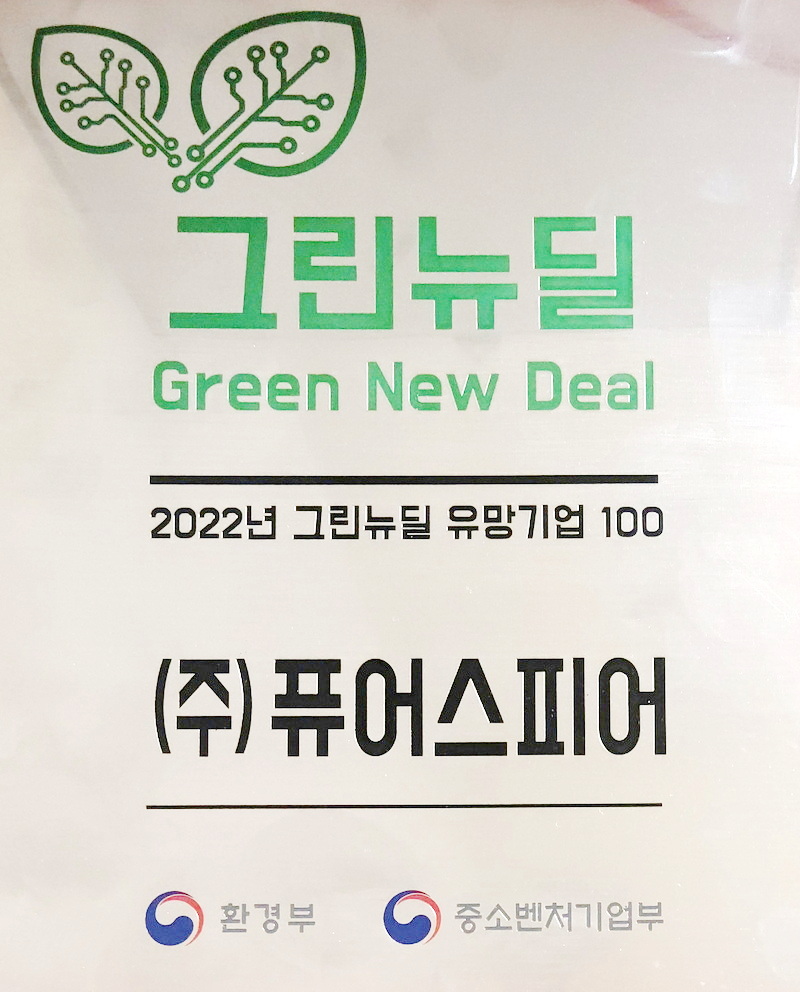 그린뉴딜
Green New Deal
2022년 그린뉴딜 유망기업 100
(주)퓨어스피어
환경부 중소벤처기업부